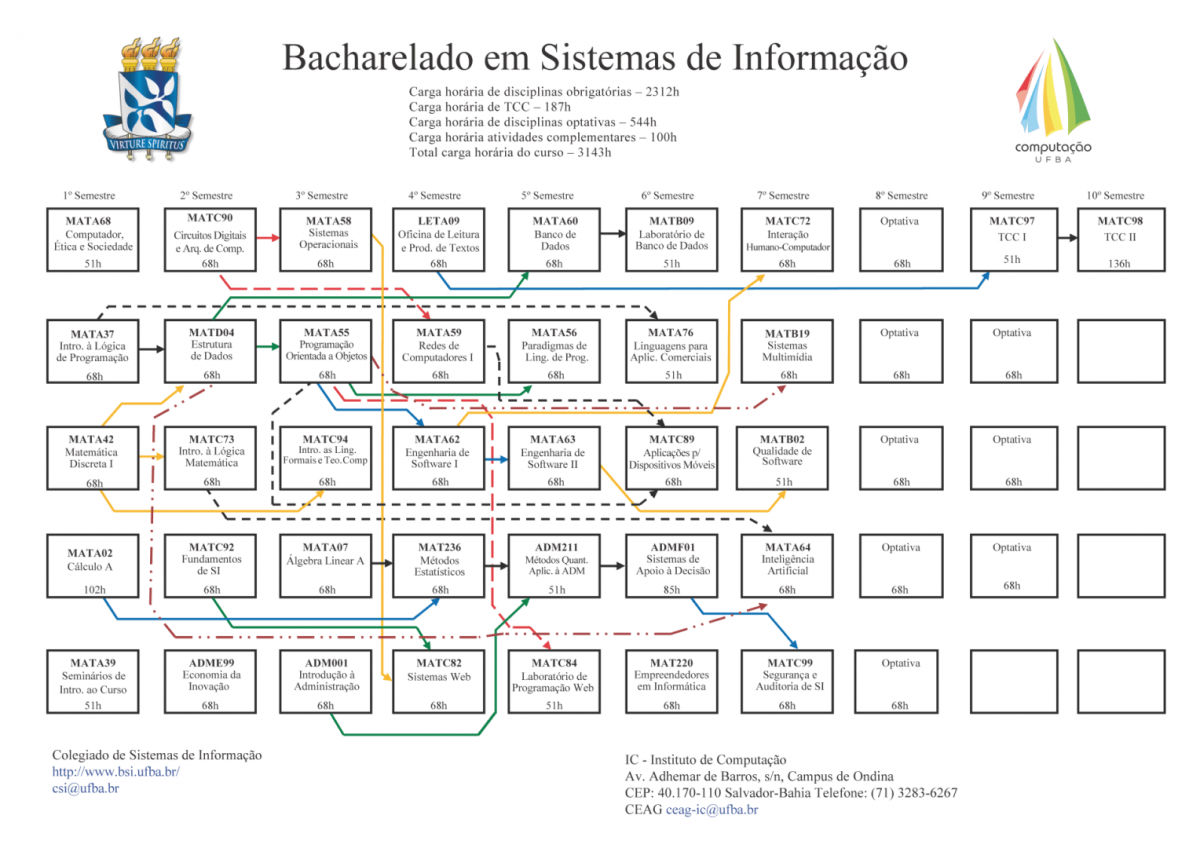 Bacharelado em Sistemas de Informação
Carga horária de disciplinas obrigatórias – 2312h
Carga horária de TCC – 187h
Carga horária de disciplinas optativas – 544h
Carga horária atividades complementares – 100h
Total carga horária do curso – 3143h
VIRTUTE SPIRITUS
computação
UFBA
1º Semestre
2º Semestre
3º Semestre
4º Semestre
5º Semestre
6º Semestre
7º Semestre
8º Semestre
9º Semestre
10º Semestre
MATA68
Computador,
Ética e Sociedade
51h
MATC90
Circuitos Digitais
e Arq. de Comp.
68h
MATA58
Sistemas
Operacionais
68h
LETA09
Oficina de Leitura
e Prod. de Textos
68h
MATA60
Banco de
Dados
68h
MATB09
Laboratório de
Banco de Dados
51h
MATC72
Interação
Humano-Computador
68h
Optativa
68h
MATC97
TCC I
51h
MATC98
TCC II
136h
MATA37
Intro. à Lógica
de Programação
68h
MATD04
Estrutura
de Dados
68h
MATA55
Programação
Orientada a Objetos
68h
MATA59
Redes de
Computadores I
68h
MATA56
Paradigmas de
Ling. de Prog.
68h
MATA76
Linguagens para
Aplic. Comerciais
51h
MATB19
Sistemas
Multimídia
68h
Optativa
68h
Optativa
68h
MATA42
Matemática
Discreta I
68h
MATC73
Intro. à Lógica
Matemática
68h
MATC94
Intro. as Ling.
Formais e Teo.Comp
68h
MATA62
Engenharia de
Software I
68h
MATA63
Engenharia de
Software II
68h
MATC89
Aplicações p/
Dispositivos Móveis
68h
MATB02
Qualidade de
Software
51h
Optativa
68h
Optativa
68h
MATA02
Cálculo A
102h
MATC92
Fundamentos
de SI
68h
MATA07
Álgebra Linear A
68h
MAT236
Métodos
Estatísticos
68h
ADM211
Métodos Quant.
Aplic. à ADM
51h
ADMF01
Sistemas de
Apoio à Decisão
85h
MATA64
Inteligência
Artificial
68h
Optativa
68h
Optativa
68h
MATA39
Seminários de
Intro. ao Curso
51h
ADME99
Economia da
Inovação
68h
ADM001
Introdução à
Administração
68h
MATC82
Sistemas Web
68h
MATC84
Laboratório de
Programação Web
51h
MAT220
Empreendedores
em Informática
68h
MATC99
Segurança e
Auditoria de SI
68h
Optativa
68h
Colegiado de Sistemas de Informação
http://www.bsi.ufba.br/
csi@ufba.br
IC - Instituto de Computação
Av. Adhemar de Barros, s/n, Campus de Ondina
CEP: 40.170-110 Salvador-Bahia Telefone: (71) 3283-6267
CEAG ceag-ic@ufba.br